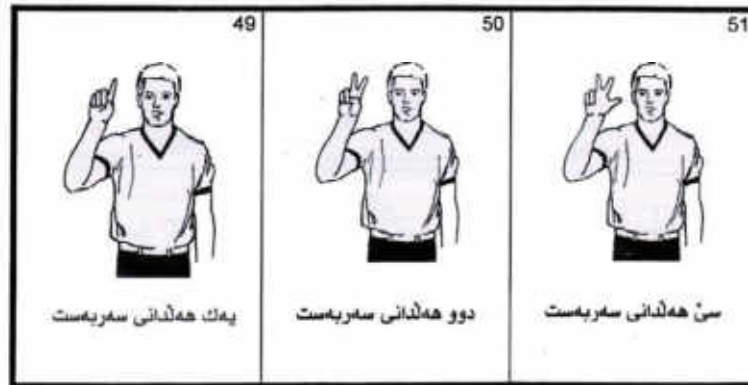 49
50
51
یەك هەڵدانی سەربەست
دوو هەڵدانی سەربەست
سێ هەڵدانی سەربەست